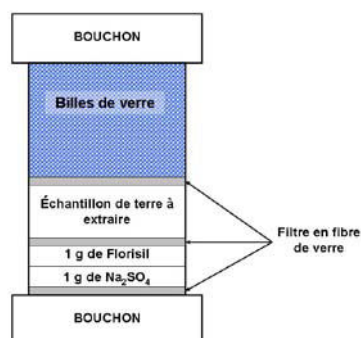 BOUCHON
Billes de verre
Échantillon de terre à
extraire
1 g de Florisil
1 g de Na₂SO₄
Filtre en fibre
de verre
BOUCHON